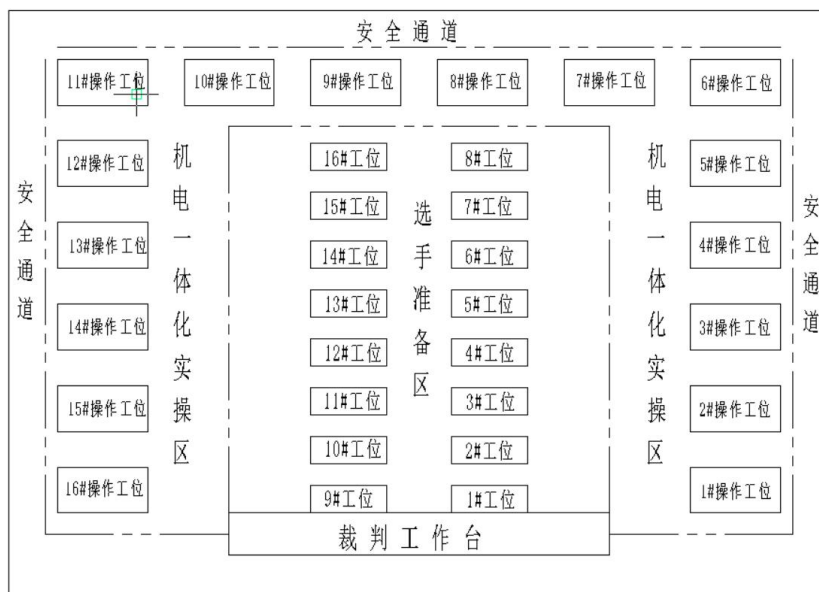 安全通道
11#操作工位
10#操作工位
9#操作工位
8#操作工位
7#操作工位
6#操作工位
12#操作工位
13#操作工位
14#操作工位
15#操作工位
16#操作工位
安全通道
机电一体化实操区
16#工位
15#工位
14#工位
13#工位
12#工位
11#工位
10#工位
9#工位
选手准备区
8#工位
7#工位
6#工位
5#工位
4#工位
3#工位
2#工位
1#工位
机电一体化实操区
5#操作工位
4#操作工位
3#操作工位
2#操作工位
1#操作工位
安全通道
裁判工作台